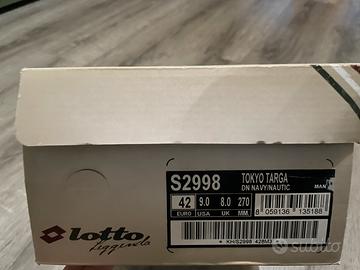 S2998
TOKYO TARGA
DN NAVY/NAUTIC
MAN
42 9.0 8.0 270
EURO USA UK MM.
8 059136 135188
lotto
leggenda
subito